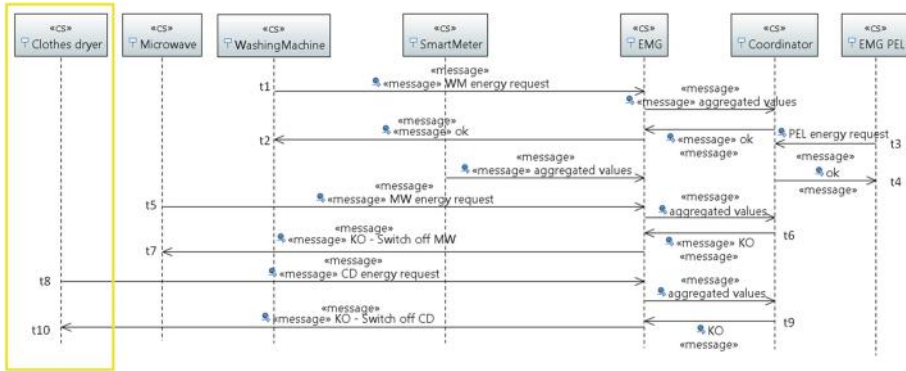 «cs» «cs» «cs» «cs» «cs» «cs» «cs»
Clothes dryer Microwave WashingMachine SmartMeter EMG Coordinator EMG PEL
«message»
t1 «message» WM energy request
«message»
«message» aggregated values
«message»
t2 «message» ok
«message» ok
«message»
PEL energy request
t3
«message»
ok
«message»
t4
«message»
«message» aggregated values
«message»
t5 «message» MW energy request
«message»
aggregated values
«message»
t7 «message» KO - Switch off MW
«message» KO
«message»
t6
«message»
t8 «message» CD energy request
«message»
aggregated values
«message»
t10 «message» KO - Switch off CD
KO
«message»
t9